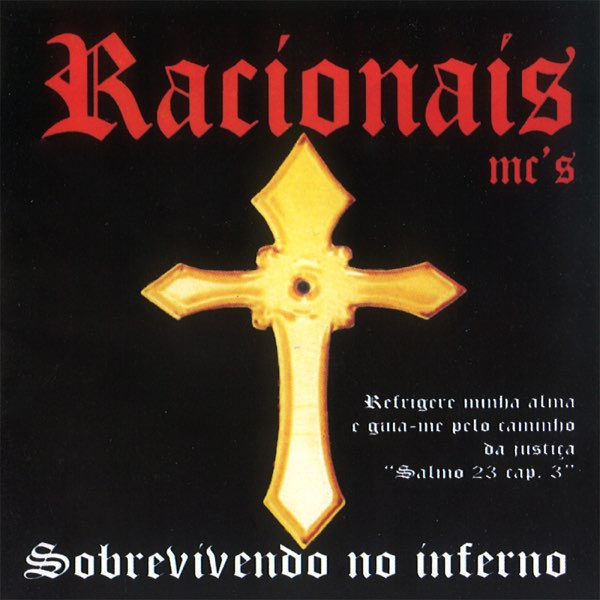 Racionais
mc's
Refrigere minha alma
e guia-me pelo caminho
da justiça
"Salmo 23 cap. 3"
Sobrevivendo no inferno